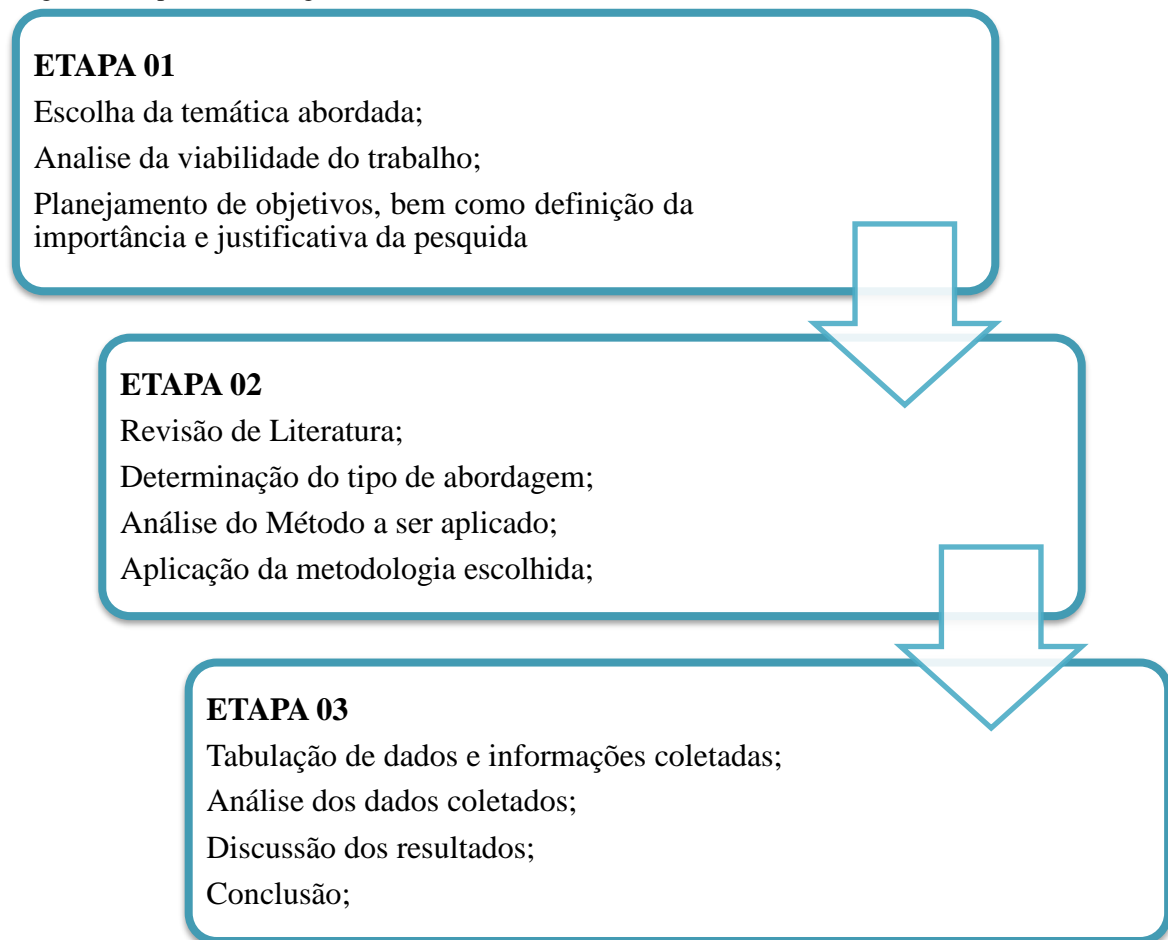 ETAPA 01
Escolha da temática abordada;
Analise da viabilidade do trabalho;
Planejamento de objetivos, bem como definição da
importância e justificativa da pesquida
ETAPA 02
Revisão de Literatura;
Determinação do tipo de abordagem;
Análise do Método a ser aplicado;
Aplicação da metodologia escolhida;
ETAPA 03
Tabulação de dados e informações coletadas;
Análise dos dados coletados;
Discussão dos resultados;
Conclusão;